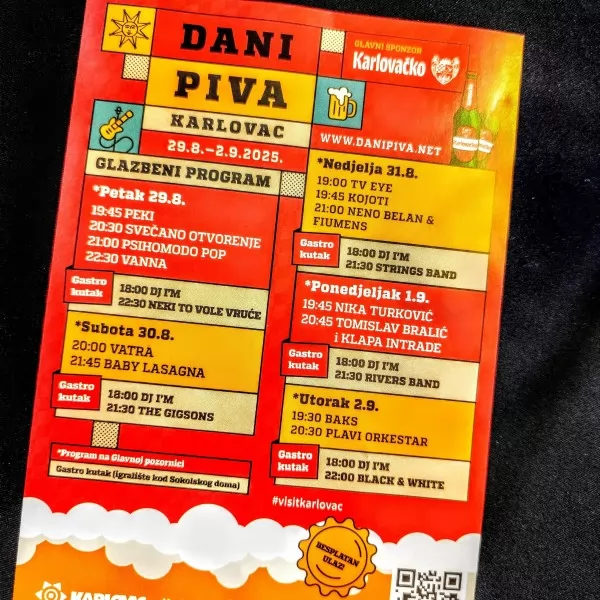 DANI
PIVA
KARLOVAC
29.8.–2.9.2025.
GLAVNI SPONZOR
Karlovačko
WWW.DANIPIVA.NET
GLAZBENI PROGRAM
*Petak 29.8.
19:45 PEKI
20:30 SVEČANO OTVORENJE
21:00 PSIHOMODO POP
22:30 VANNA
Gastro
kutak
18:00 DJ I'M
22:30 NEKI TO VOLE VRUĆE
*Subota 30.8.
20:00 VATRA
21:45 BABY LASAGNA
Gastro
kutak
18:00 DJ I'M
21:30 THE GIGSONS
*Program na Glavnoj pozornici
Gastro kutak (igralište kod Sokolskog doma)
*Nedjelja 31.8.
19:00 TV EYE
19:45 KOJOTI
21:00 NENO BELAN &
FIUMENS
Gastro
kutak
18:00 DJ I'M
21:30 STRINGS BAND
*Ponedjeljak 1.9.
19:45 NIKA TURKOVIĆ
20:45 TOMISLAV BRALIĆ
i KLAPA INTRADE
Gastro
kutak
18:00 DJ I'M
21:30 RIVERS BAND
*Utorak 2.9.
19:30 BAKS
20:30 PLAVI ORKESTAR
Gastro
kutak
18:00 DJ I'M
22:00 BLACK & WHITE
#visitkarlovac
BESPLATAN
ULAZ!